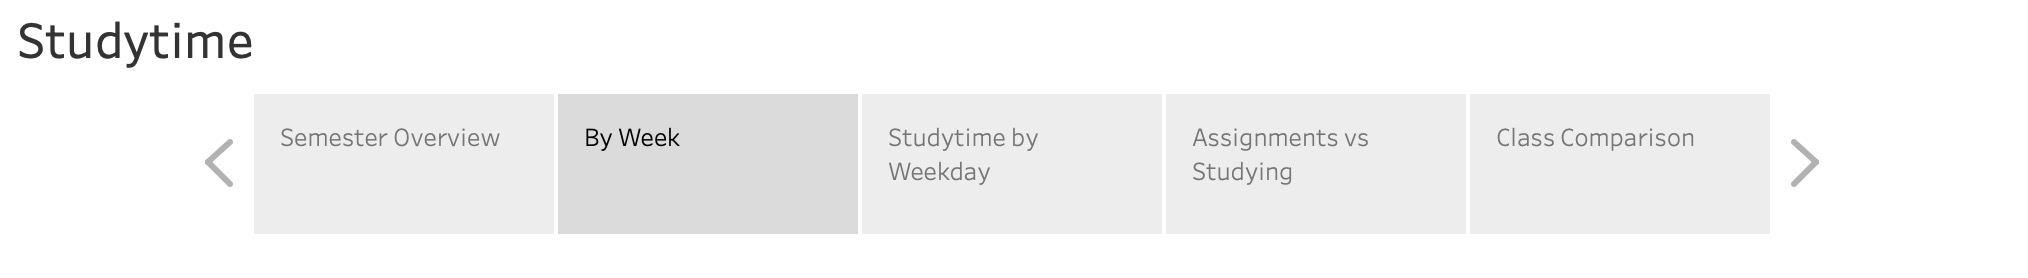 Studytime
Semester Overview
By Week
Studytime by
Weekday
Assignments vs
Studying
Class Comparison